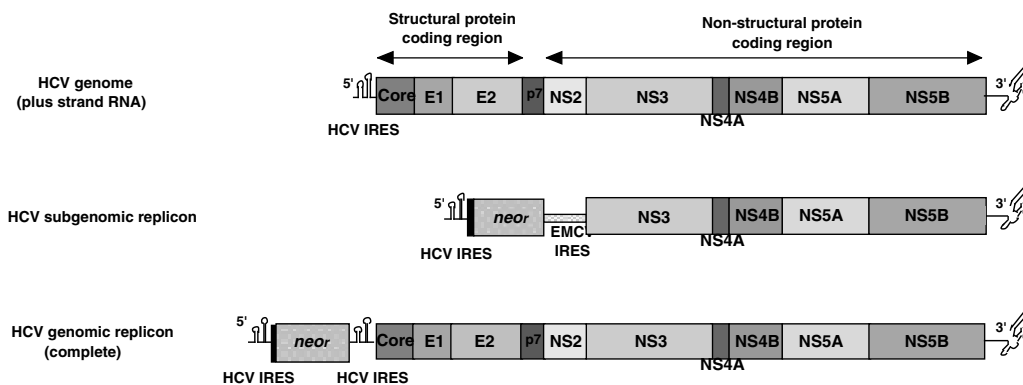 Structural protein
coding region
Non-structural protein
coding region
HCV genome
(plus strand RNA)
5' Core E1 E2 p7 NS2 NS3 NS4B NS5A NS5B 3'
NS4A
HCV IRES
HCV subgenomic replicon
5' neor NS3 NS4B NS5A NS5B 3'
NS4A
EMCV
IRES
HCV IRES
HCV genomic replicon
(complete)
5' neor Core E1 E2 p7 NS2 NS3 NS4B NS5A NS5B 3'
NS4A
HCV IRES HCV IRES